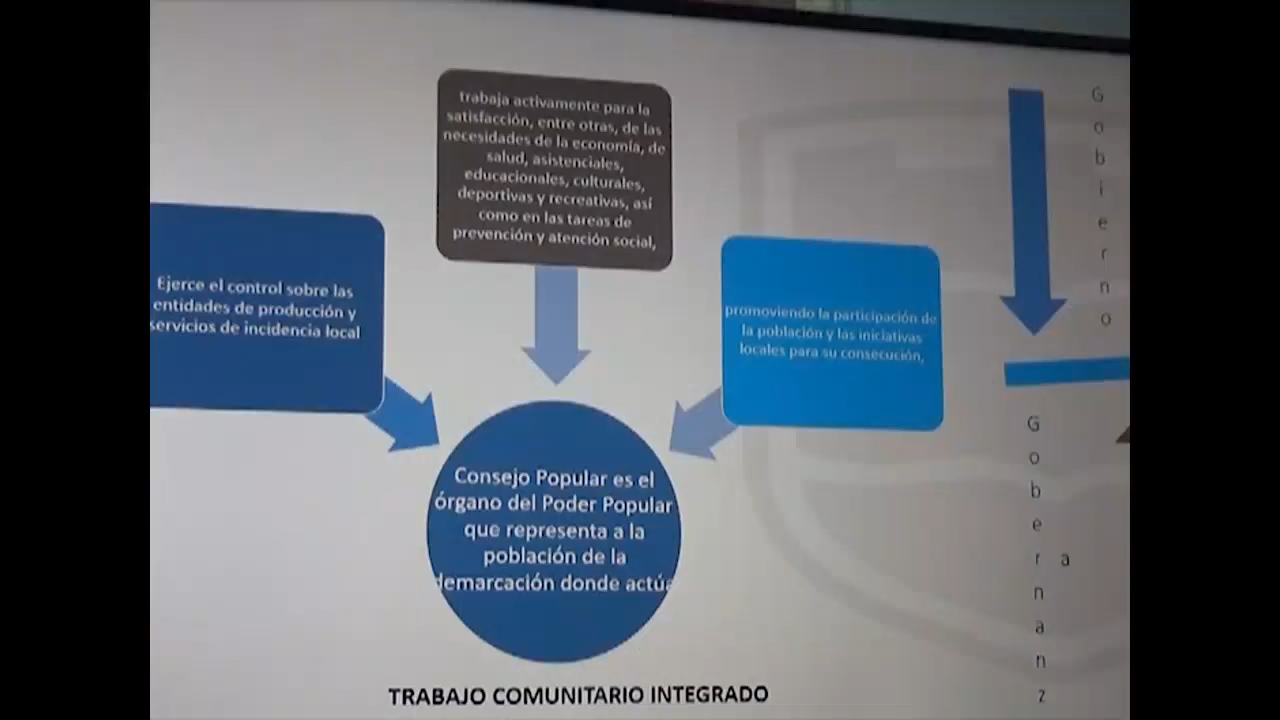 trabaja activamente para la
satisfacción, entre otras, de las
necesidades de la economía, de
salud, asistenciales,
educacionales, culturales,
deportivas y recreativas, así
como en las tareas de
prevención y atención social,
Ejerce el control sobre las
entidades de producción y
servicios de incidencia local
promoviendo la participación de
la población y las iniciativas
locales para su consecución,
Consejo Popular es el
órgano del Poder Popular
que representa a la
población de la
demarcación donde actúa
TRABAJO COMUNITARIO INTEGRADO
G
o
b
i
e
r
n
o
G
o
b
e
r
n
a
n
z
a